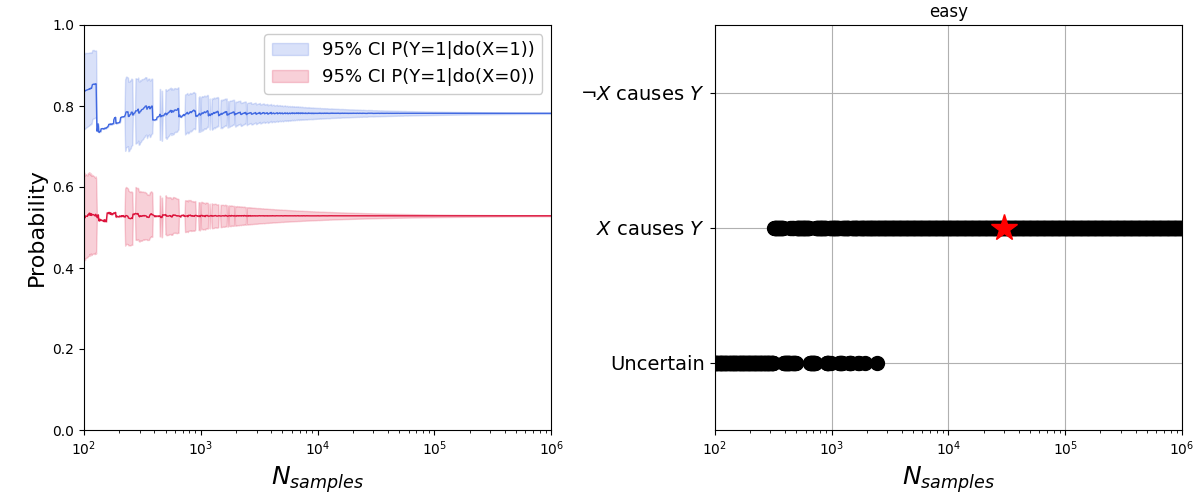 easy
1.0
0.8
0.6
0.4
0.2
0.0
Probability
95% CI P(Y=1|do(X=1))
95% CI P(Y=1|do(X=0))
10² 10³ 10⁴ 10⁵ 10⁶
N_samples
¬X causes Y
X causes Y
Uncertain
10² 10³ 10⁴ 10⁵ 10⁶
N_samples